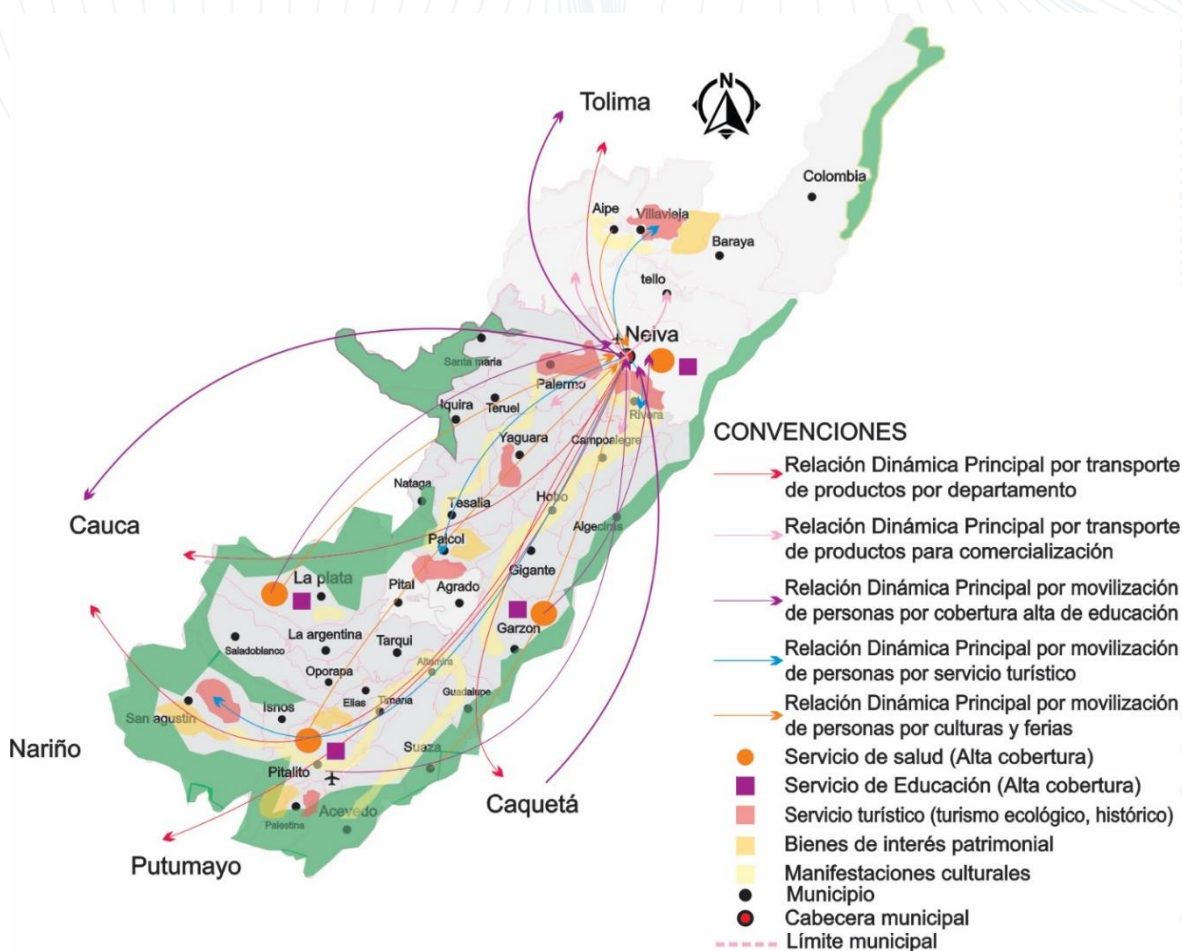 N
Tolima
Colombia
Aipe
Villavieja
Baraya
tello
Neiva
Santa maria
Palermo
Iquira
Teruel
Rivera
Yaguara
Campoalegre
CONVENCIONES
Relación Dinámica Principal por transporte
de productos por departamento
Relación Dinámica Principal por transporte
de productos para comercialización
Relación Dinámica Principal por movilización
de personas por cobertura alta de educación
Relación Dinámica Principal por movilización
de personas por servicio turístico
Relación Dinámica Principal por movilización
de personas por culturas y ferias
Servicio de salud (Alta cobertura)
Servicio de Educación (Alta cobertura)
Servicio turístico (turismo ecológico, histórico)
Bienes de interés patrimonial
Manifestaciones culturales
Municipio
Cabecera municipal
Límite municipal
Nataga
Tesalia
Hobo
Algeciras
Cauca
Paicol
Gigante
La plata
Pital
Agrado
Garzon
La argentina
Tarqui
Saladoblanco
Oporapa
Altamira
Elias
Timana
Guadalupe
San agustin
Isnos
Nariño
Suaza
Pitalito
Caquetá
Palestina
Acevedo
Putumayo